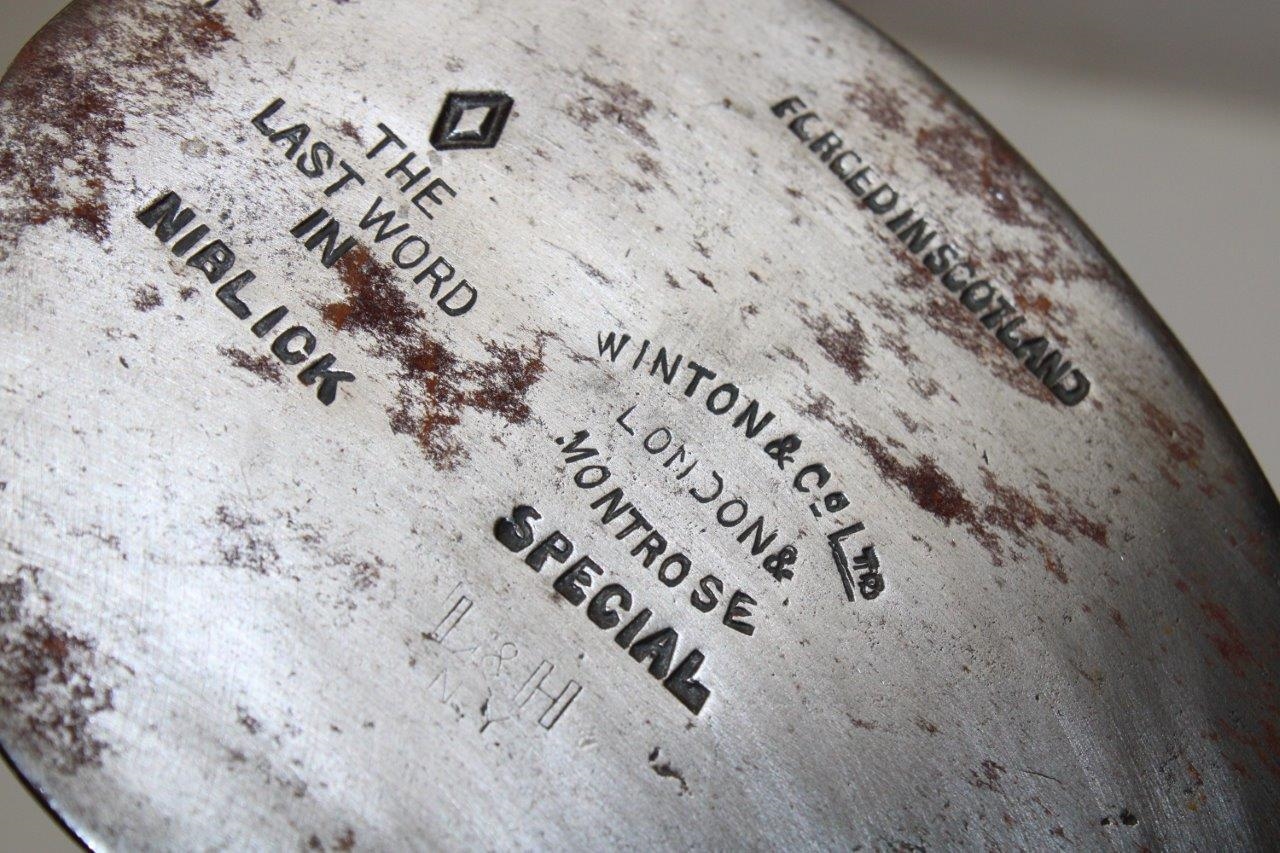 THE
LAST WORD
IN
NIBLICK
FORGED IN SCOTLAND
WINTON & Co LTD
LONDON &
MONTROSE
SPECIAL
L & H
N.Y